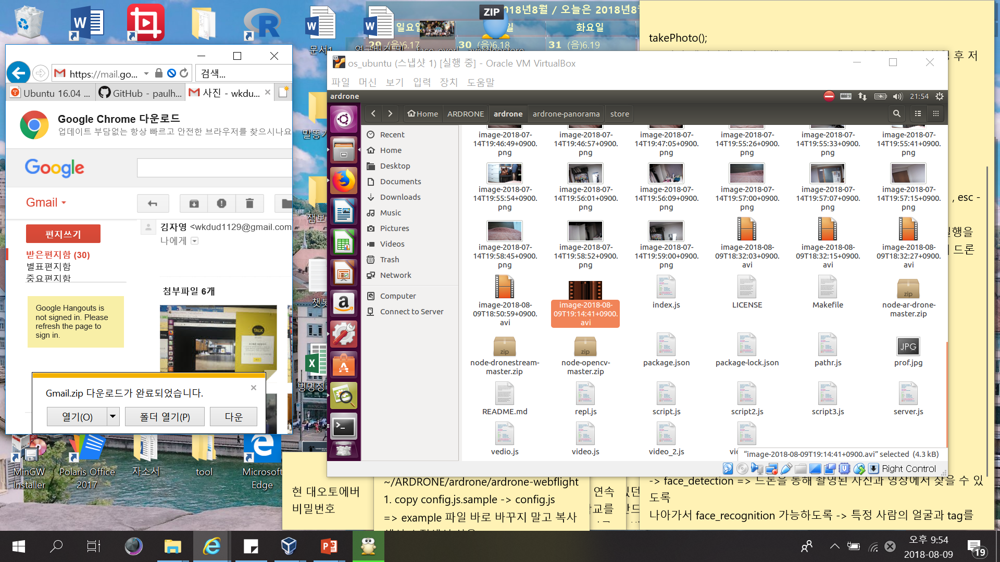 문서1
2018년8월 / 오늘은 2018년8월
ZIP
화요일
30 (음)6.18
31 (음)6.19
takePhoto();
후 저
, esc -
드론
https://mail.go...
검색...
Ubuntu 16.04 ...
GitHub - paulh...
사진 - wkdu...
Google Chrome 다운로드
업데이트 부담없는 항상 빠르고 안전한 브라우저를 찾으시나요
Google
Gmail
편지쓰기
받은편지함 (30)
별표편지함
중요편지함
김자영 <wkdud1129@gmail.com
나에게
첨부파일 6개
TALK
Google Hangouts is
not signed in. Please
refresh the page to
sign in.
Gmail.zip 다운로드가 완료되었습니다.
열기(O)
폴더 열기(P)
다운
os_ubuntu (스냅샷 1) [실행 중] - Oracle VM VirtualBox
파일 머신 보기 입력 장치 도움말
ardrone
21:54
Home
ARDRONE
ardrone
ardrone-panorama
store
Recent
Home
Desktop
Documents
Downloads
Music
Pictures
Videos
Trash
Network
Computer
Connect to Server
image-2018-07-14T19:46:49+0900.png
image-2018-07-14T19:46:57+0900.png
image-2018-07-14T19:47:05+0900.png
image-2018-07-14T19:55:26+0900.png
image-2018-07-14T19:55:33+0900.png
image-2018-07-14T19:55:41+0900.png
image-2018-07-14T19:55:54+0900.png
image-2018-07-14T19:56:01+0900.png
image-2018-07-14T19:56:09+0900.png
image-2018-07-14T19:57:00+0900.png
image-2018-07-14T19:57:07+0900.png
image-2018-07-14T19:57:15+0900.png
image-2018-07-14T19:58:45+0900.png
image-2018-07-14T19:58:52+0900.png
image-2018-07-14T19:59:00+0900.png
image-2018-08-09T18:32:03+0900.avi
image-2018-08-09T18:32:15+0900.avi
image-2018-08-09T18:32:27+0900.avi
image-2018-08-09T18:50:59+0900.avi
image-2018-08-09T19:14:41+0900.avi
index.js
LICENSE
Makefile
zip
node-ar-drone-master.zip
zip
node-dronestream-master.zip
zip
node-opencv-master.zip
package.json
package-lock.json
pathr.js
JPG
prof.jpg
README.md
repl.js
script.js
script2.js
script3.js
server.js
vedio.js
video.js
video_2.js
“image-2018-08-09T19:14:41+0900.avi” selected (4.3 kB)
Right Control
MinGW
Installer
Polaris Office
2017
자소서
tool
Microsoft
Edge
현 대오토에버
비밀번호
~/ARDRONE/ardrone/ardrone-webflight
1. copy config.js.sample -> config.js
=> example 파일 바로 바꾸지 말고 복사
연속
-> face_detection => 드론을 통해 촬영된 사진과 영상에서 찾을 수 있
도록
나아가서 face_recognition 가능하도록 -> 특정 사람의 얼굴과 tag를
오후 9:54
2018-08-09
19